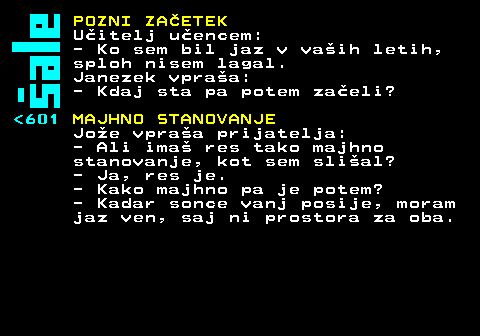 Šale
POZNI ZAČETEK
Učitelj učencem:
- Ko sem bil jaz v vaših letih,
sploh nisem lagal.
Janezek vpraša:
- Kdaj sta pa potem začeli?
<601 MAJHNO STANOVANJE
Jože vpraša prijatelja:
- Ali imaš res tako majhno
stanovanje, kot sem slišal?
- Ja, res je.
- Kako majhno pa je potem?
- Kadar sonce vanj posije, moram
jaz ven, saj ni prostora za oba.